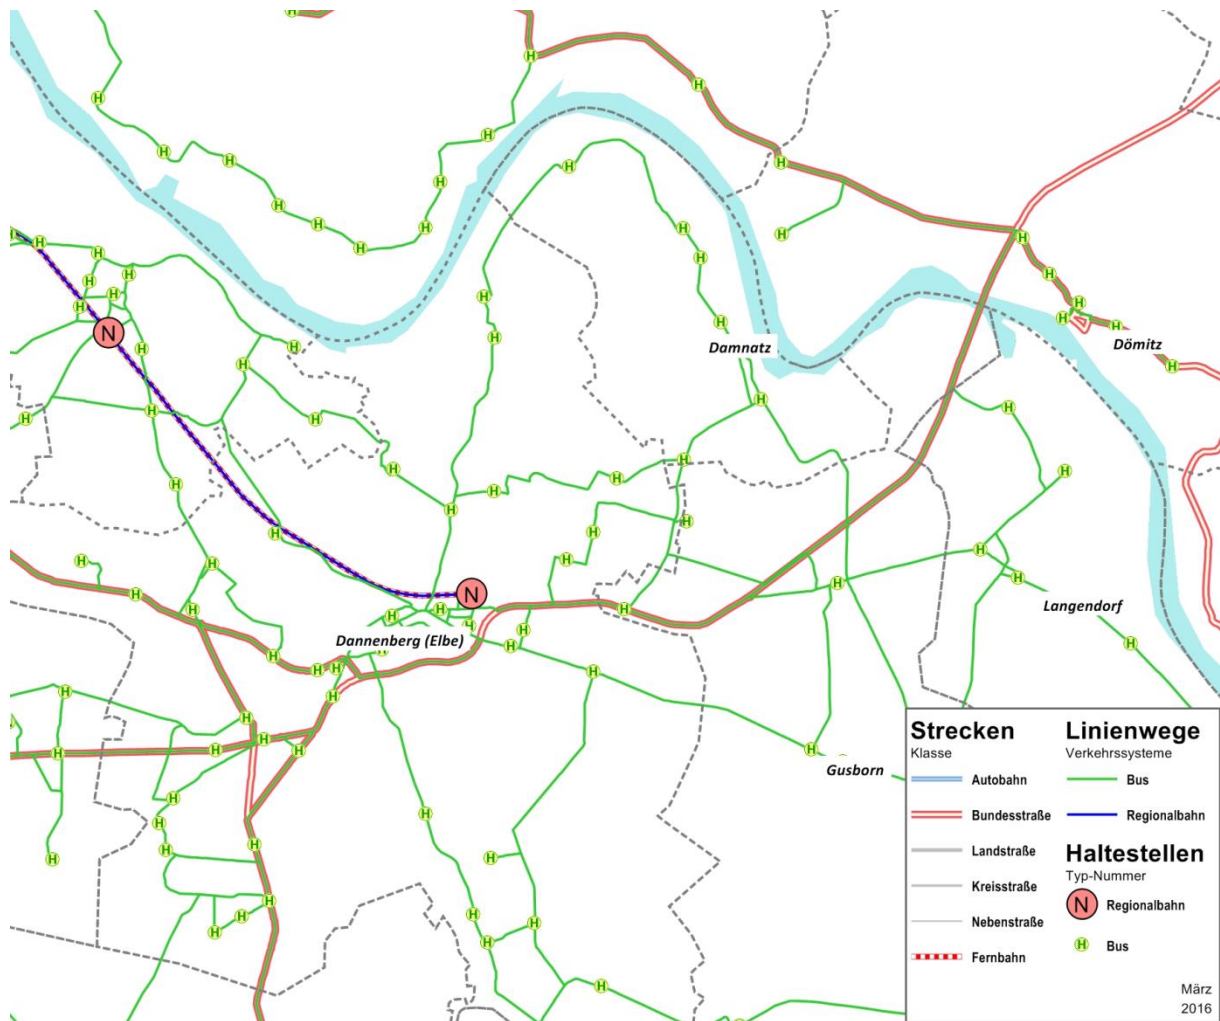 Damnatz
Dömitz
Langendorf
Dannenberg (Elbe)
Gusborn
N
N
Strecken
Klasse
Autobahn
Bundesstraße
Landstraße
Kreisstraße
Nebenstraße
Fernbahn
Linienwege
Verkehrssysteme
Bus
Regionalbahn
Haltestellen
Typ-Nummer
N Regionalbahn
H Bus
März
2016